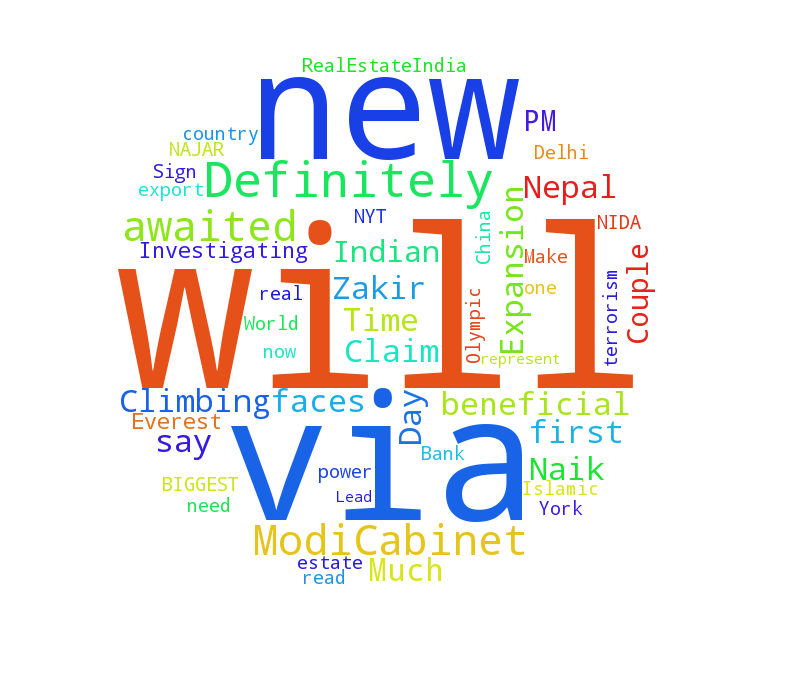 RealEstateIndia
new
PM
country
NAJAR
Delhi
Sign
export
Definitely
Nepal
awaited
NYT
China
Expansion
NIDA
Investigating
Indian
Make
Couple
will
real
Zakir
one
terrorism
World
Time
Olympic
now
Claim
represent
Climbing
faces
Day
beneficial
Everest
say
via
first
Bank
BIGGEST
power
Naik
Islamic
need
Lead
York
ModiCabinet
estate
Much
read